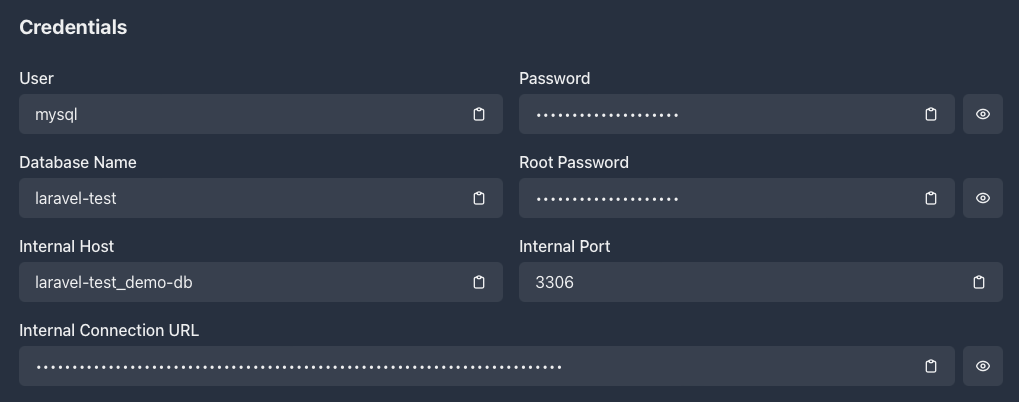 Credentials
User
Password
mysql
••••••••••••••••••••
Database Name
Root Password
laravel-test
••••••••••••••••••••
Internal Host
Internal Port
laravel-test_demo-db
3306
Internal Connection URL
•••••••••••••••••••••••••••••••••••••••••••••••••••••••••••••••••••••••••